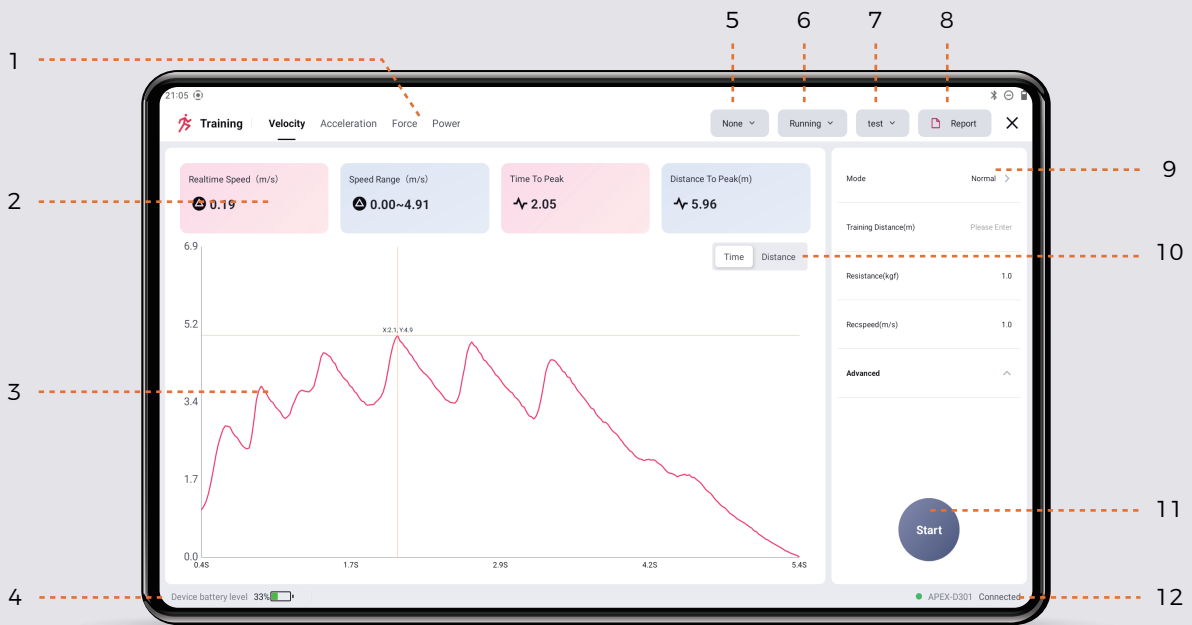 5 6 7 8
1
21:05
Training Velocity Acceleration Force Power None Running test Report
Realtime Speed (m/s) Speed Range (m/s) Time To Peak Distance To Peak(m)
0.19 0.00~4.91 2.05 5.96
2
Mode Normal
9
Training Distance(m) Please Enter
6.9
Time Distance
10
Resistance(kgf) 1.0
5.2
X:2.1, Y:4.9
Recspeed(m/s) 1.0
Advanced
3
3.4
1.7
11
Start
0.0
0.4S 1.7S 2.9S 4.2S 5.4S
4
Device battery level 33%
APEX-D301 Connected
12